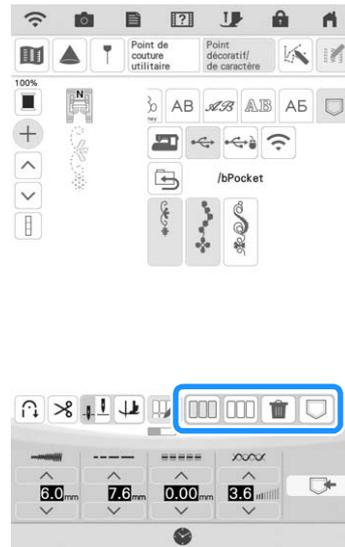 Point de
couture
utilitaire
Point
décoratif/
de caractère
100%
N
AB AB AB АБ
/bPocket
6.0mm 7.6mm 0.00mm 3.6